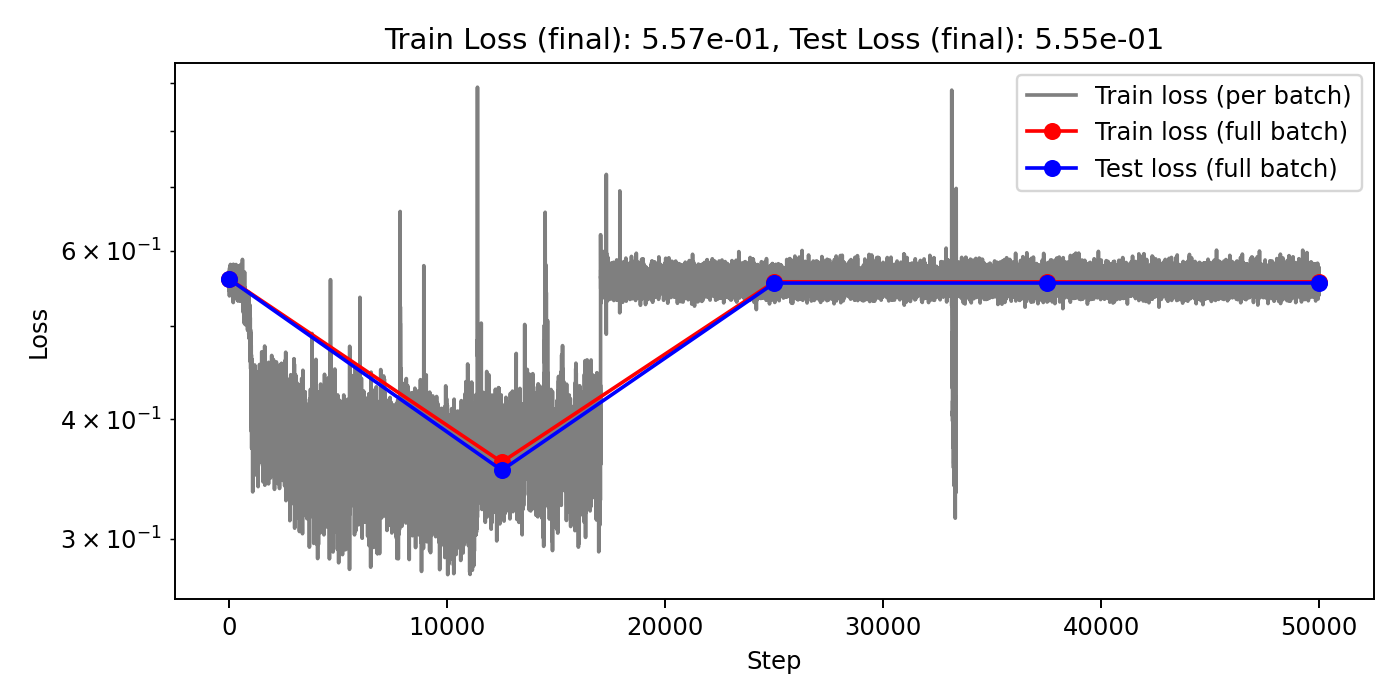 Train Loss (final): 5.57e-01, Test Loss (final): 5.55e-01
Train loss (per batch)
Train loss (full batch)
Test loss (full batch)
6 × 10⁻¹
4 × 10⁻¹
3 × 10⁻¹
Loss
0 10000 20000 30000 40000 50000
Step